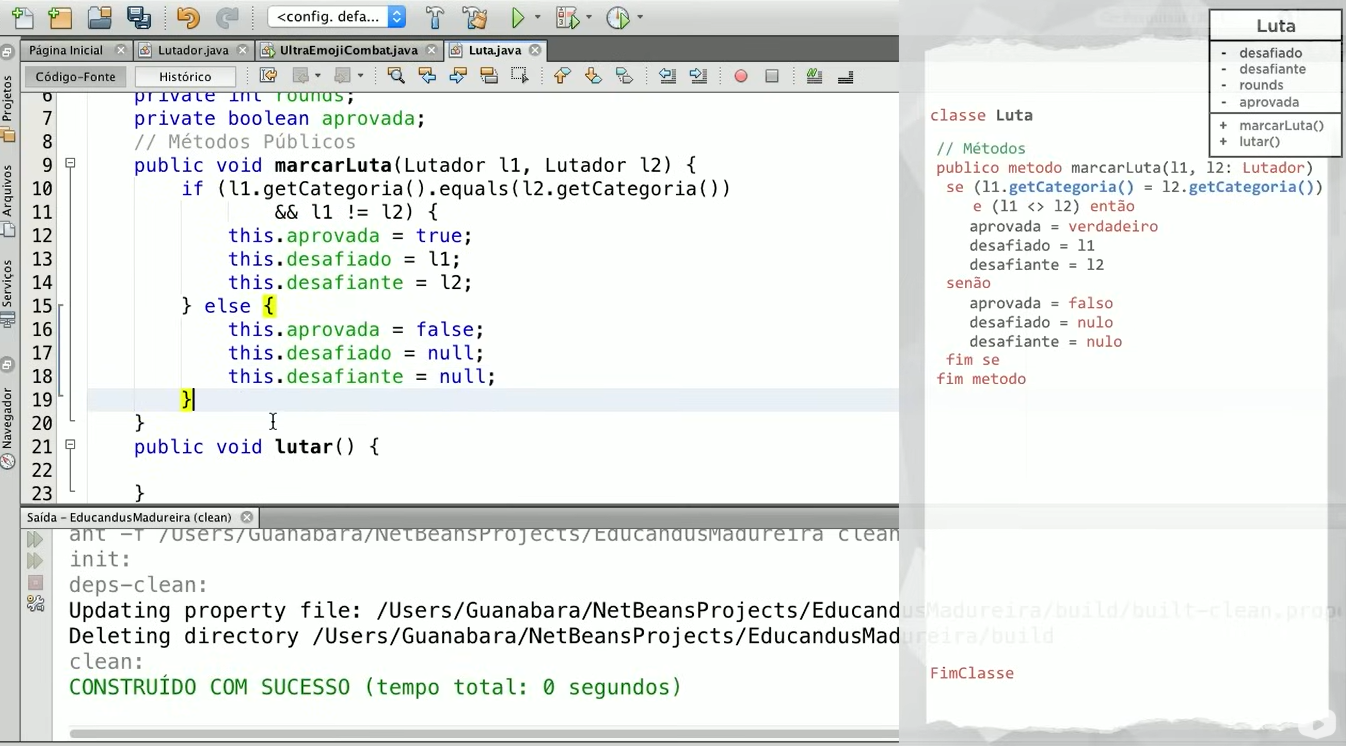 <config. defa...
Página Inicial
Lutador.java
UltraEmojiCombat.java
Luta.java
Código-Fonte
Histórico
Projetos
Arquivos
Serviços
Navegador
6 private int rounds;
7 private boolean aprovada;
8 // Métodos Públicos
9 public void marcarLuta(Lutador l1, Lutador l2) {
10 if (l1.getCategoria().equals(l2.getCategoria())
11 && l1 != l2) {
12 this.aprovada = true;
13 this.desafiado = l1;
14 this.desafiante = l2;
15 } else {
16 this.aprovada = false;
17 this.desafiado = null;
18 this.desafiante = null;
19 }
20 }
21 public void lutar() {
22
23 }
Saída – EducandusMadureira (clean)
ant -f /Users/Guanabara/NetBeansProjects/EducandusMadureira clean
init:
deps-clean:
Updating property file: /Users/Guanabara/NetBeansProjects/EducandusMadureira/build/built-clean.prop
Deleting directory /Users/Guanabara/NetBeansProjects/EducandusMadureira/build
clean:
CONSTRUÍDO COM SUCESSO (tempo total: 0 segundos)
Luta
- desafiado
- desafiante
- rounds
- aprovada
+ marcarLuta()
+ lutar()
classe Luta
// Métodos
publico metodo marcarLuta(l1, l2: Lutador)
se (l1.getCategoria() = l2.getCategoria())
e (l1 <> l2) então
aprovada = verdadeiro
desafiado = l1
desafiante = l2
senão
aprovada = falso
desafiado = nulo
desafiante = nulo
fim se
fim metodo
FimClasse